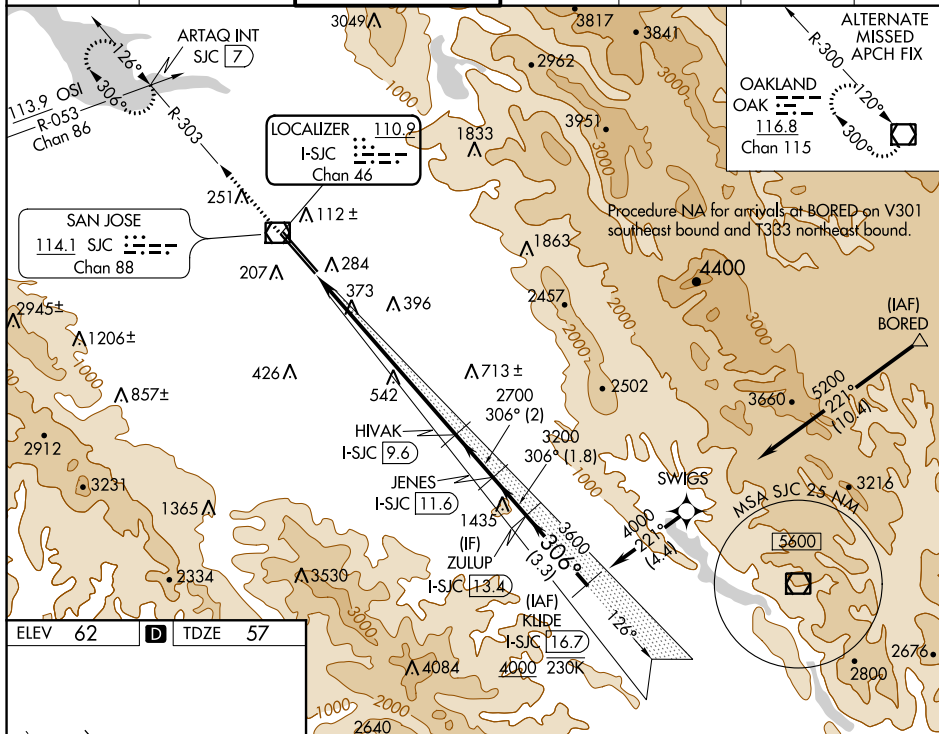 3049
3817
3841
2962
1000
3000
3951
3000
1833
ARTAQ INT
SJC 7
126°
306°
113.9 OSI
R-053
Chan 86
R-303
LOCALIZER 110.9
I-SJC
Chan 46
ALTERNATE
MISSED
APCH FIX
R-300
OAKLAND
OAK
116.8
Chan 115
120°
300°
251
112 ±
SAN JOSE
114.1 SJC
Chan 88
Procedure NA for arrivals at BORED on V301
southeast bound and T333 northeast bound.
1863
207
284
4400
373
396
2457
2945±
1206±
1000
2000
1000
3000
(IAF)
BORED
426
542
713 ±
857±
2502
3660
5200
221°
(10.4)
2700
306° (2)
2912
HIVAK
I-SJC 9.6
3200
306° (1.8)
3231
JENES
I-SJC 11.6
SWIGS
MSA SJC 25 NM
3216
1365
1435
4000
221°
(4.4)
5600
(IF)
ZULUP
I-SJC 13.4
3600
306°
(3.3)
2334
3530
(IAF)
KLIDE
I-SJC 16.7
4000 230K
126°
ELEV 62 D TDZE 57
3000
4084
2800
2676
1000
2000
2640